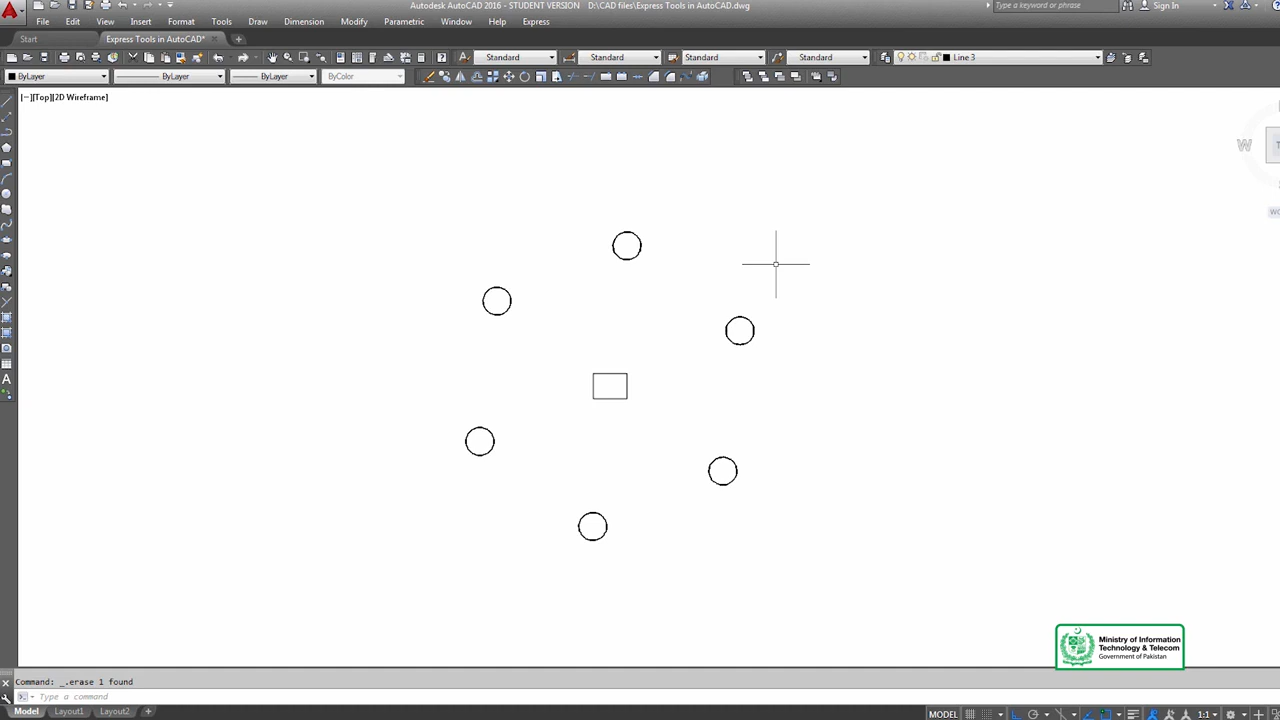 Autodesk AutoCAD 2016 - STUDENT VERSION D:\CAD files\Express Tools in AutoCAD.dwg
Type a keyword or phrase
Sign In
File Edit View Insert Format Tools Draw Dimension Modify Parametric Window Help Express
Start
Express Tools in AutoCAD*
Standard
Standard
Standard
Standard
Line 3
ByLayer
ByLayer
ByLayer
ByColor
[−][Top][2D Wireframe]
W
Ministry of Information
Technology & Telecom
Government of Pakistan
Command: _.erase 1 found
Type a command
Model Layout1 Layout2
MODEL
1:1